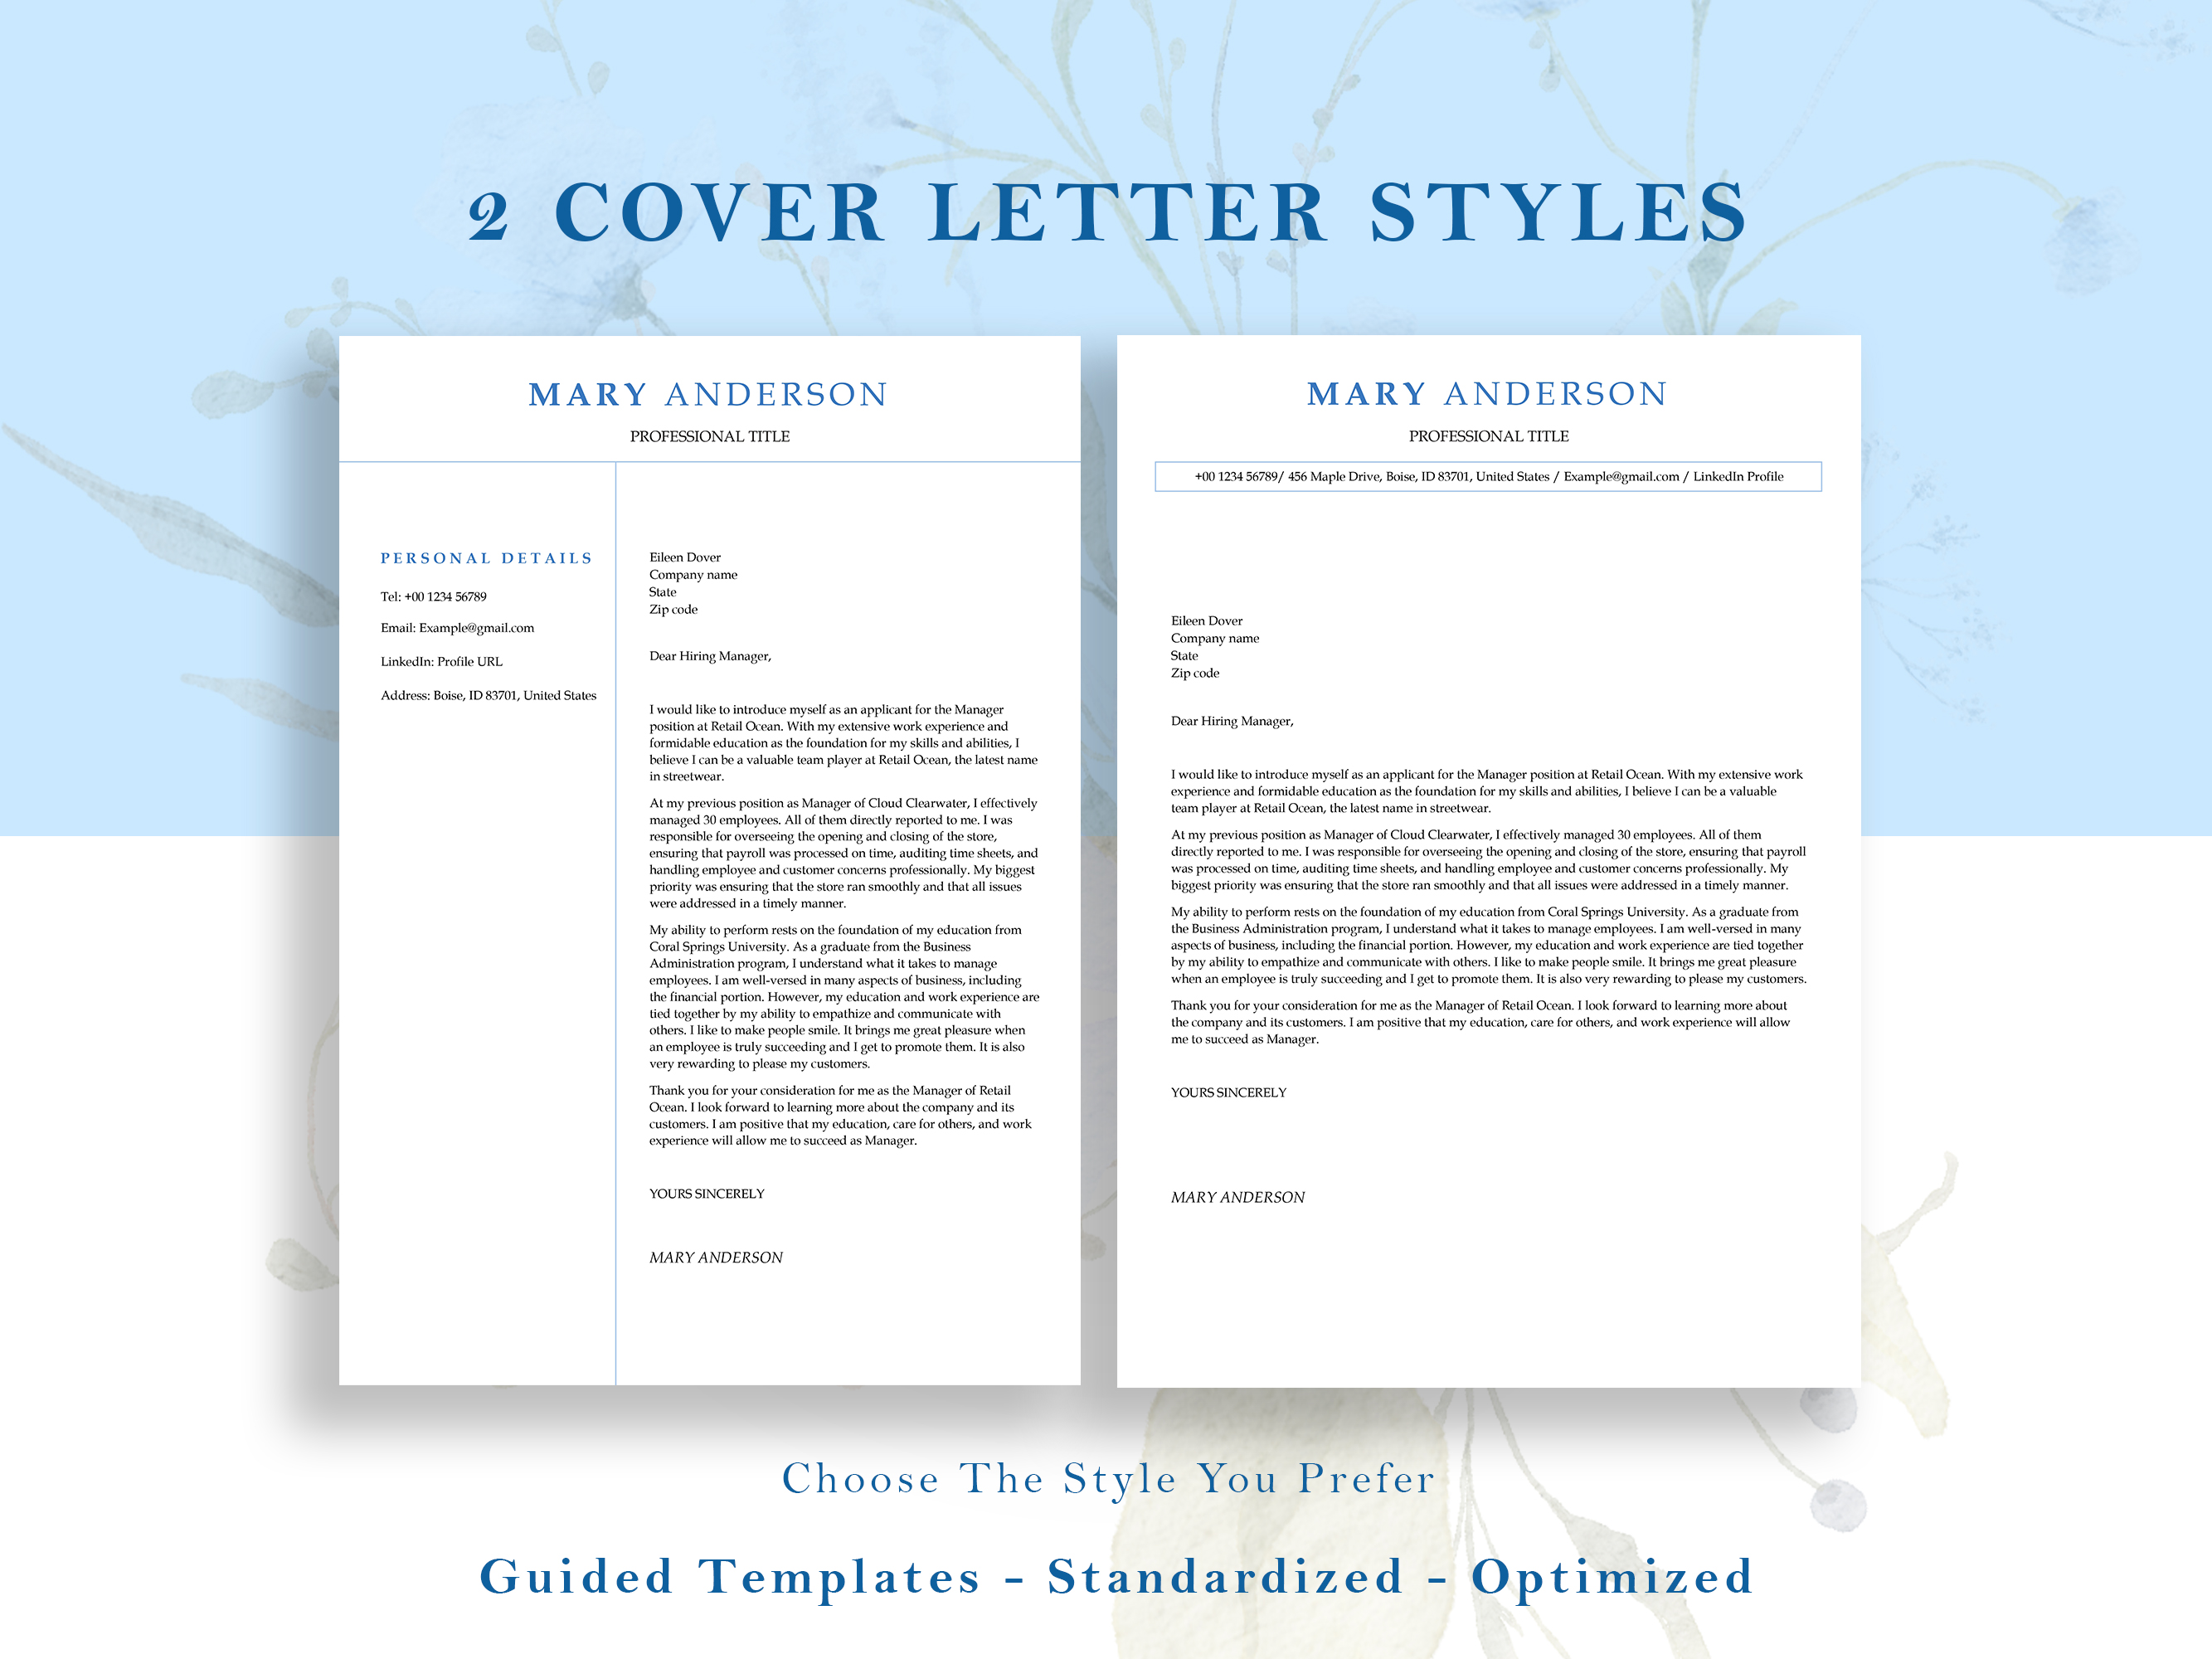 2 COVER LETTER STYLES
MARY ANDERSON
PROFESSIONAL TITLE
PERSONAL DETAILS
Tel: +00 1234 56789
Email: Example@gmail.com
LinkedIn: Profile URL
Address: Boise, ID 83701, United States
Eileen Dover
Company name
State
Zip code
Dear Hiring Manager,
I would like to introduce myself as an applicant for the Manager
position at Retail Ocean. With my extensive work experience and
formidable education as the foundation for my skills and abilities, I
believe I can be a valuable team player at Retail Ocean, the latest name
in streetwear.
At my previous position as Manager of Cloud Clearwater, I effectively
managed 30 employees. All of them directly reported to me. I was
responsible for overseeing the opening and closing of the store,
ensuring that payroll was processed on time, auditing time sheets, and
handling employee and customer concerns professionally. My biggest
priority was ensuring that the store ran smoothly and that all issues
were addressed in a timely manner.
My ability to perform rests on the foundation of my education from
Coral Springs University. As a graduate from the Business
Administration program, I understand what it takes to manage
employees. I am well-versed in many aspects of business, including
the financial portion. However, my education and work experience are
tied together by my ability to empathize and communicate with
others. I like to make people smile. It brings me great pleasure when
an employee is truly succeeding and I get to promote them. It is also
very rewarding to please my customers.
Thank you for your consideration for me as the Manager of Retail
Ocean. I look forward to learning more about the company and its
customers. I am positive that my education, care for others, and work
experience will allow me to succeed as Manager.
YOURS SINCERELY
MARY ANDERSON
MARY ANDERSON
PROFESSIONAL TITLE
+00 1234 56789/ 456 Maple Drive, Boise, ID 83701, United States / Example@gmail.com / LinkedIn Profile
Eileen Dover
Company name
State
Zip code
Dear Hiring Manager,
I would like to introduce myself as an applicant for the Manager position at Retail Ocean. With my extensive work
experience and formidable education as the foundation for my skills and abilities, I believe I can be a valuable
team player at Retail Ocean, the latest name in streetwear.
At my previous position as Manager of Cloud Clearwater, I effectively managed 30 employees. All of them
directly reported to me. I was responsible for overseeing the opening and closing of the store, ensuring that payroll
was processed on time, auditing time sheets, and handling employee and customer concerns professionally. My
biggest priority was ensuring that the store ran smoothly and that all issues were addressed in a timely manner.
My ability to perform rests on the foundation of my education from Coral Springs University. As a graduate from
the Business Administration program, I understand what it takes to manage employees. I am well-versed in many
aspects of business, including the financial portion. However, my education and work experience are tied together
by my ability to empathize and communicate with others. I like to make people smile. It brings me great pleasure
when an employee is truly succeeding and I get to promote them. It is also very rewarding to please my customers.
Thank you for your consideration for me as the Manager of Retail Ocean. I look forward to learning more about
the company and its customers. I am positive that my education, care for others, and work experience will allow
me to succeed as Manager.
YOURS SINCERELY
MARY ANDERSON
Choose The Style You Prefer
Guided Templates - Standardized - Optimized